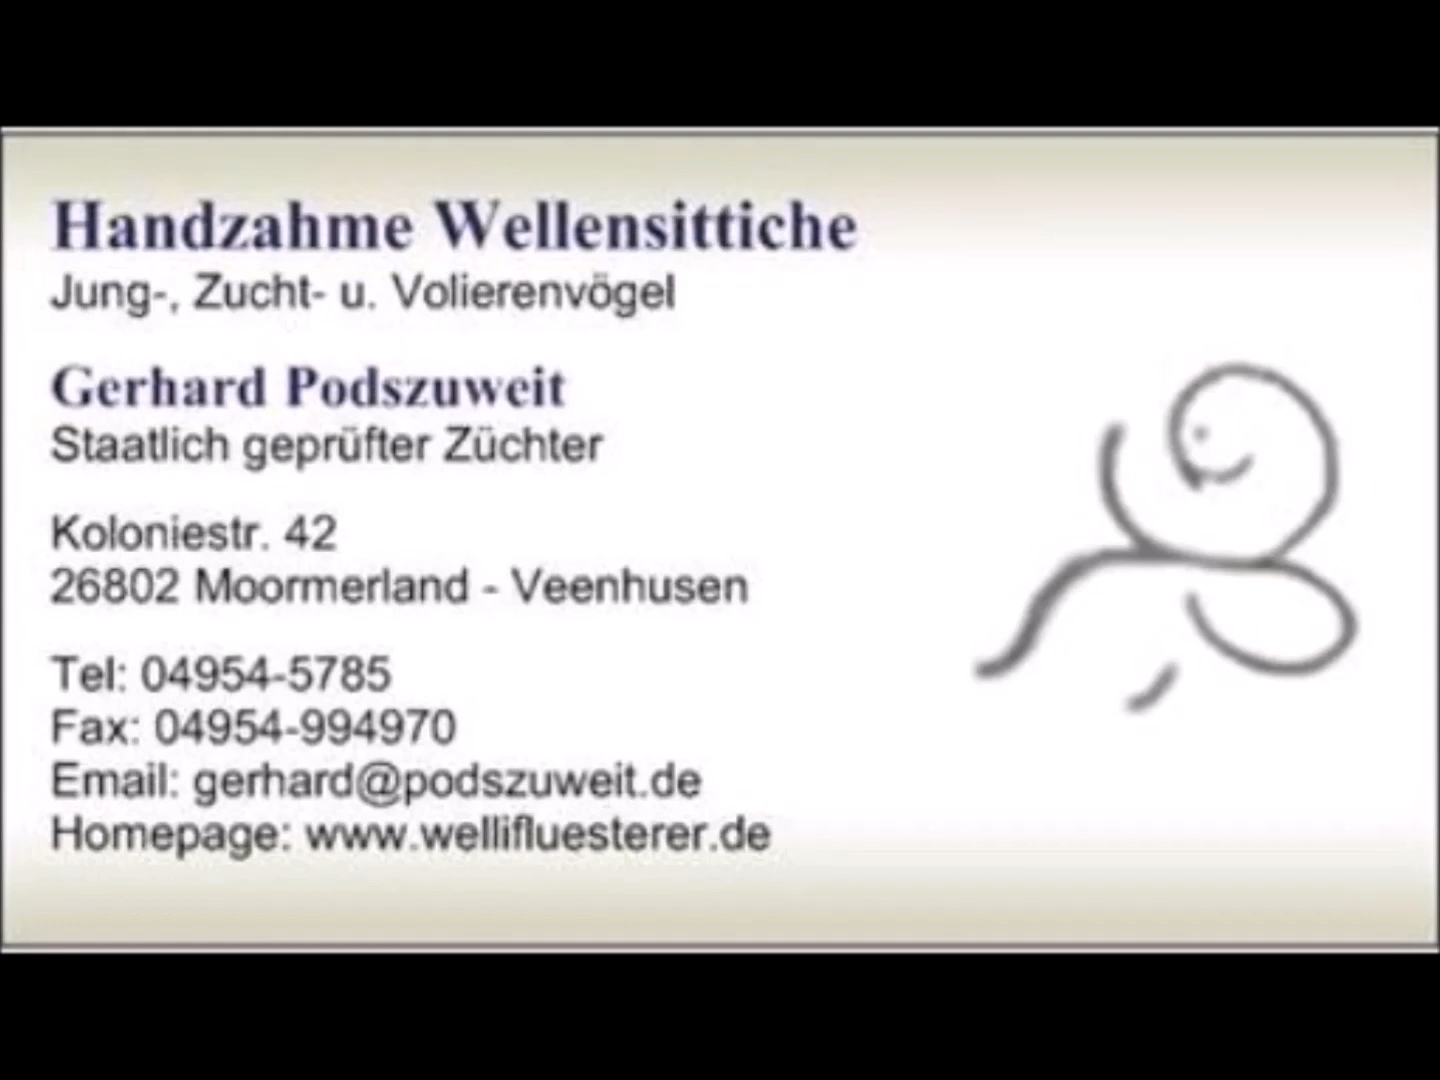 Handzahme Wellensittiche
Jung-, Zucht- u. Volierenvögel
Gerhard Podszuweit
Staatlich geprüfter Züchter
Koloniestr. 42
26802 Moormerland - Veenhusen
Tel: 04954-5785
Fax: 04954-994970
Email: gerhard@podszuweit.de
Homepage: www.wellifluesterer.de